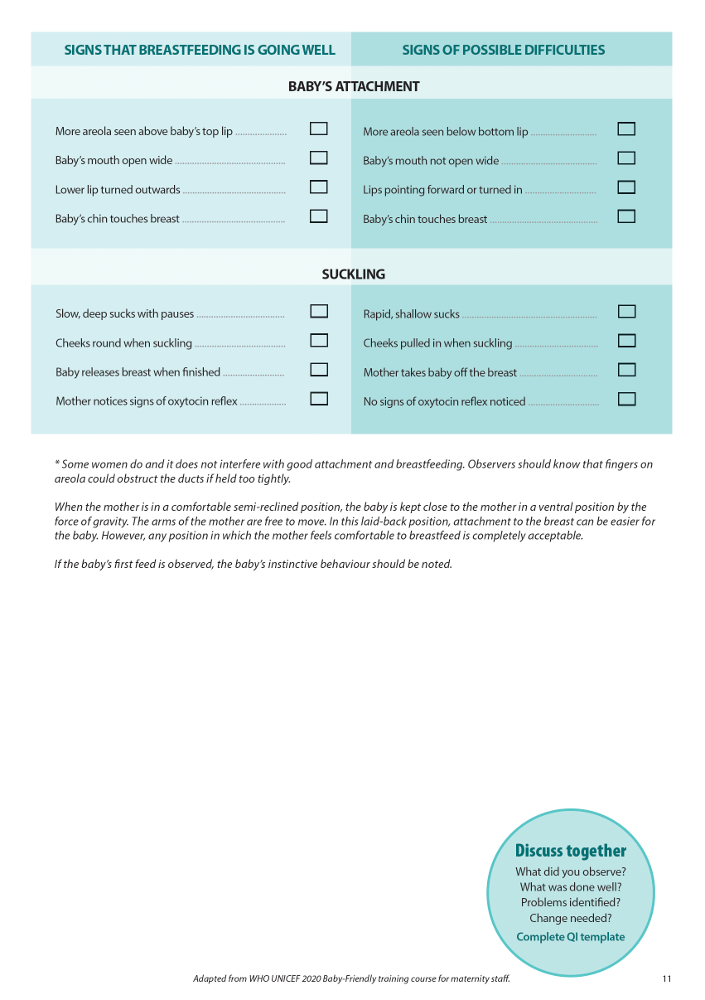 SIGNS THAT BREASTFEEDING IS GOING WELL
SIGNS OF POSSIBLE DIFFICULTIES
BABY'S ATTACHMENT
More areola seen above baby's top lip .....................
More areola seen below bottom lip ...........................
Baby's mouth open wide .............................................
Baby's mouth not open wide .......................................
Lower lip turned outwards ..........................................
Lips pointing forward or turned in .............................
Baby's chin touches breast ..........................................
Baby's chin touches breast ............................................
SUCKLING
Slow, deep sucks with pauses ....................................
Rapid, shallow sucks .......................................................
Cheeks round when suckling .....................................
Cheeks pulled in when suckling ..................................
Baby releases breast when finished .........................
Mother takes baby off the breast ................................
Mother notices signs of oxytocin reflex ...................
No signs of oxytocin reflex noticed .............................
* Some women do and it does not interfere with good attachment and breastfeeding. Observers should know that fingers on
areola could obstruct the ducts if held too tightly.
When the mother is in a comfortable semi-reclined position, the baby is kept close to the mother in a ventral position by the
force of gravity. The arms of the mother are free to move. In this laid-back position, attachment to the breast can be easier for
the baby. However, any position in which the mother feels comfortable to breastfeed is completely acceptable.
If the baby's first feed is observed, the baby's instinctive behaviour should be noted.
Discuss together
What did you observe?
What was done well?
Problems identified?
Change needed?
Complete QI template
Adapted from WHO UNICEF 2020 Baby-Friendly training course for maternity staff.
11